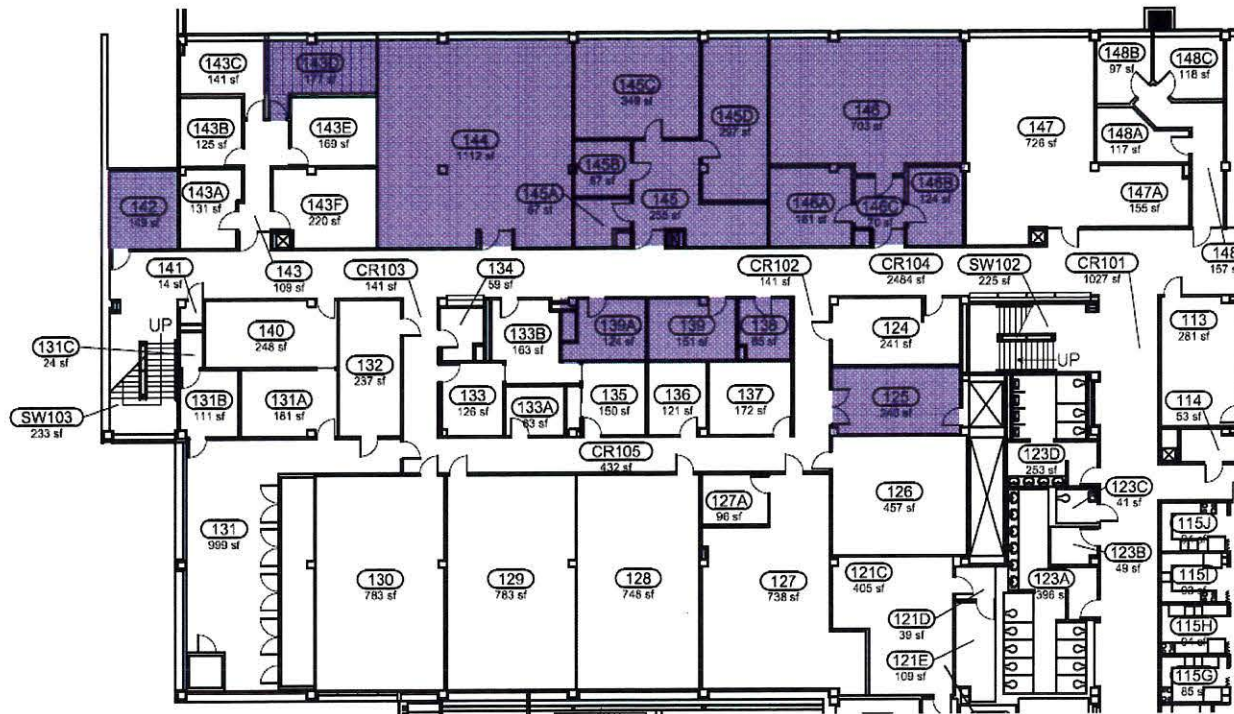 143C
141 sf
143D
177 sf
148B
97 sf
148C
118 sf
145C
349 sf
143B
125 sf
143E
169 sf
144
1112 sf
145D
146
703 sf
147
726 sf
148A
117 sf
145B
67 sf
143A
131 sf
143F
220 sf
142
149 sf
145A
67 sf
145
255 sf
146A
161 sf
146C
70 sf
146B
124 sf
147A
155 sf
141
14 sf
143
109 sf
CR103
141 sf
134
59 sf
CR102
141 sf
CR104
2484 sf
SW102
225 sf
CR101
1027 sf
148
157 sf
UP
140
248 sf
133B
163 sf
139A
124 sf
139
151 sf
138
65 sf
124
241 sf
113
281 sf
131C
24 sf
132
237 sf
UP
131B
111 sf
131A
161 sf
133
126 sf
133A
63 sf
135
150 sf
136
121 sf
137
172 sf
125
SW103
233 sf
114
53 sf
CR105
432 sf
123D
253 sf
123C
41 sf
131
999 sf
127A
96 sf
126
457 sf
115J
123B
49 sf
130
783 sf
129
783 sf
128
748 sf
127
738 sf
121C
405 sf
123A
396 sf
115I
121D
39 sf
115H
121E
109 sf
115G
85 sf